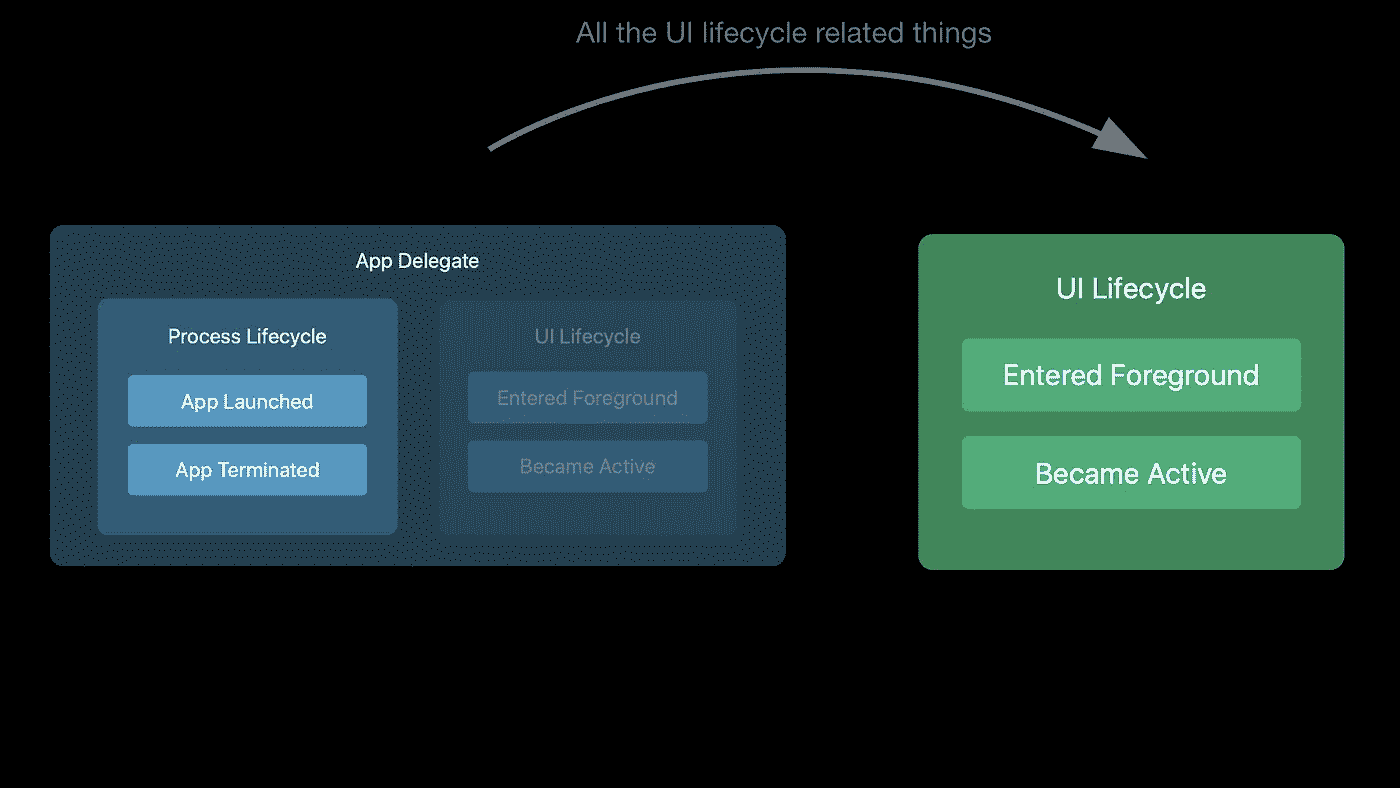 All the UI lifecycle related things
App Delegate
Process Lifecycle
App Launched
App Terminated
UI Lifecycle
Entered Foreground
Became Active
UI Lifecycle
Entered Foreground
Became Active